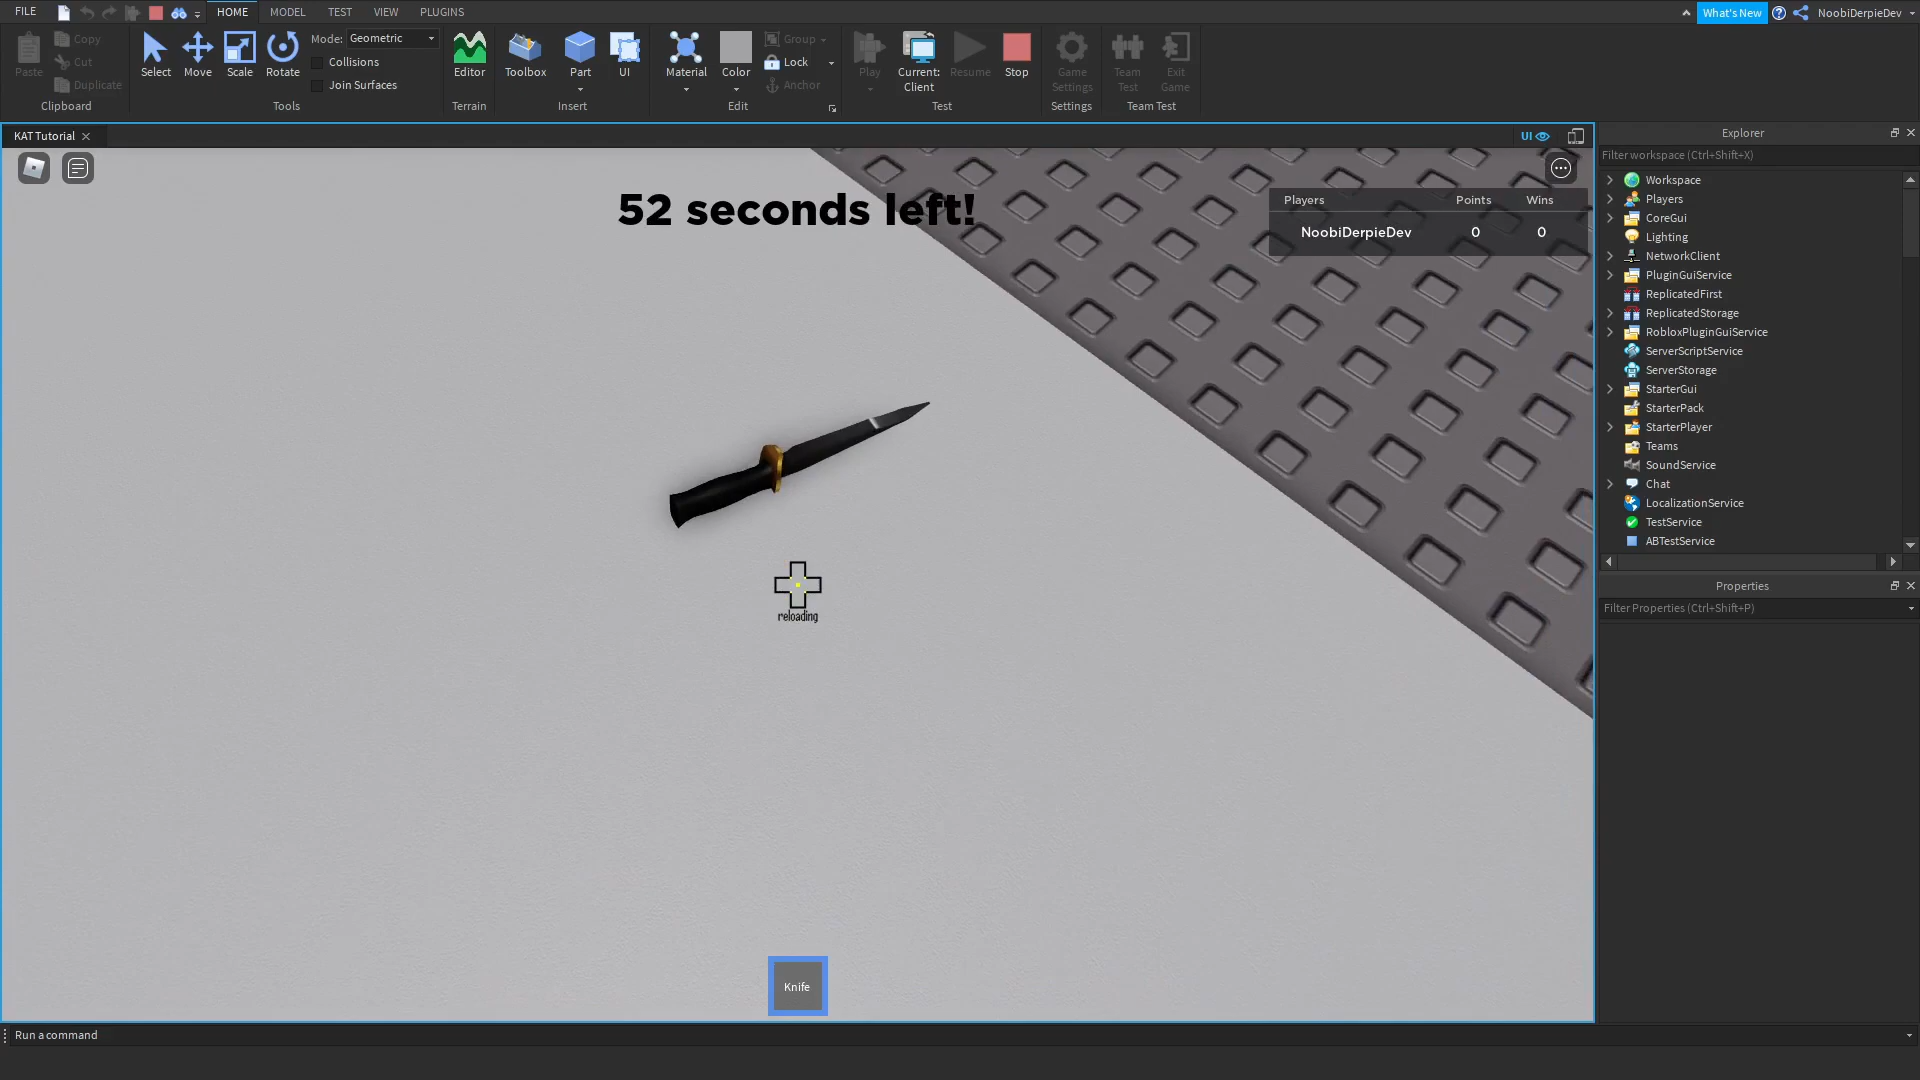 FILE
HOME
MODEL
TEST
VIEW
PLUGINS
What's New
NoobiDerpieDev
Paste
Copy
Cut
Duplicate
Clipboard
Select
Move
Scale
Rotate
Mode: Geometric
Collisions
Join Surfaces
Tools
Editor
Terrain
Toolbox
Part
UI
Insert
Material
Color
Group
Lock
Anchor
Edit
Play
Current:
Client
Resume
Stop
Test
Game
Settings
Settings
Team
Test
Exit
Game
Team Test
KAT Tutorial
UI
52 seconds left!
Players Points Wins
NoobiDerpieDev 0 0
reloading
Knife
Explorer
Filter workspace (Ctrl+Shift+X)
Workspace
Players
CoreGui
Lighting
NetworkClient
PluginGuiService
ReplicatedFirst
ReplicatedStorage
RobloxPluginGuiService
ServerScriptService
ServerStorage
StarterGui
StarterPack
StarterPlayer
Teams
SoundService
Chat
LocalizationService
TestService
ABTestService
Properties
Filter Properties (Ctrl+Shift+P)
Run a command